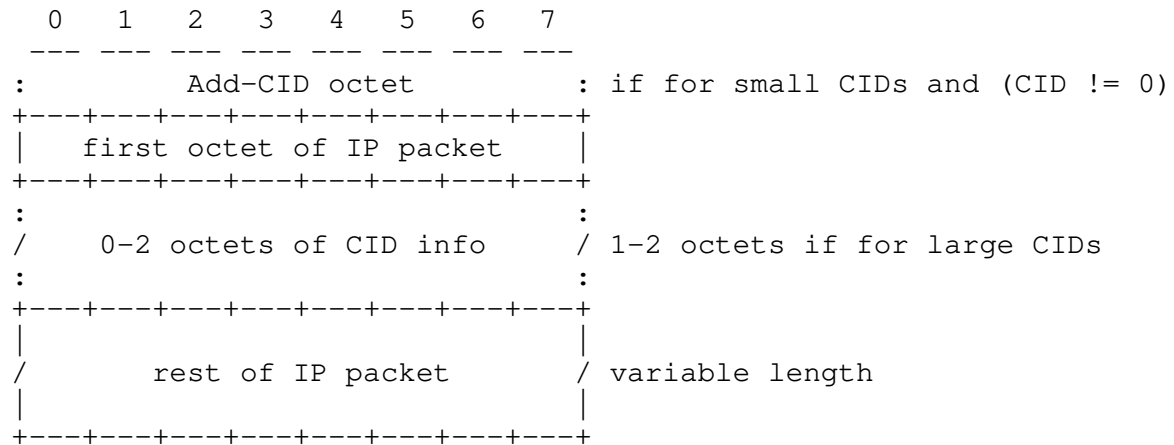 0   1   2   3   4   5   6   7
 --- --- --- --- --- --- --- ---
:         Add-CID octet         : if for small CIDs and (CID != 0)
+---+---+---+---+---+---+---+---+
|   first octet of IP packet    |
+---+---+---+---+---+---+---+---+
:                               :
/    0-2 octets of CID info     / 1-2 octets if for large CIDs
:                               :
+---+---+---+---+---+---+---+---+
|                               |
/       rest of IP packet       / variable length
|                               |
+---+---+---+---+---+---+---+---+